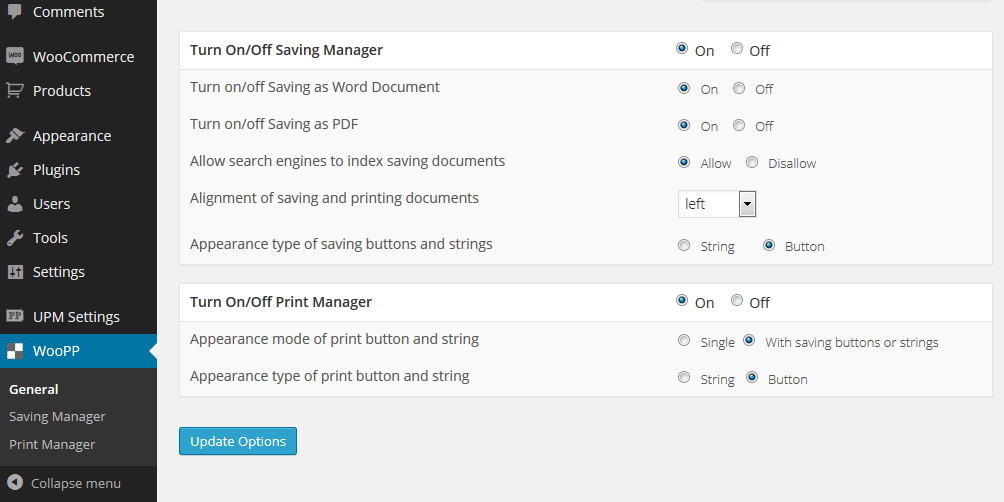 Comments
WOO WooCommerce
Products
Appearance
Plugins
Users
Tools
Settings
PP UPM Settings
WooPP
General
Saving Manager
Print Manager
Collapse menu
Turn On/Off Saving Manager On Off
Turn on/off Saving as Word Document On Off
Turn on/off Saving as PDF On Off
Allow search engines to index saving documents Allow Disallow
Alignment of saving and printing documents left
Appearance type of saving buttons and strings String Button
Turn On/Off Print Manager On Off
Appearance mode of print button and string Single With saving buttons or strings
Appearance type of print button and string String Button
Update Options